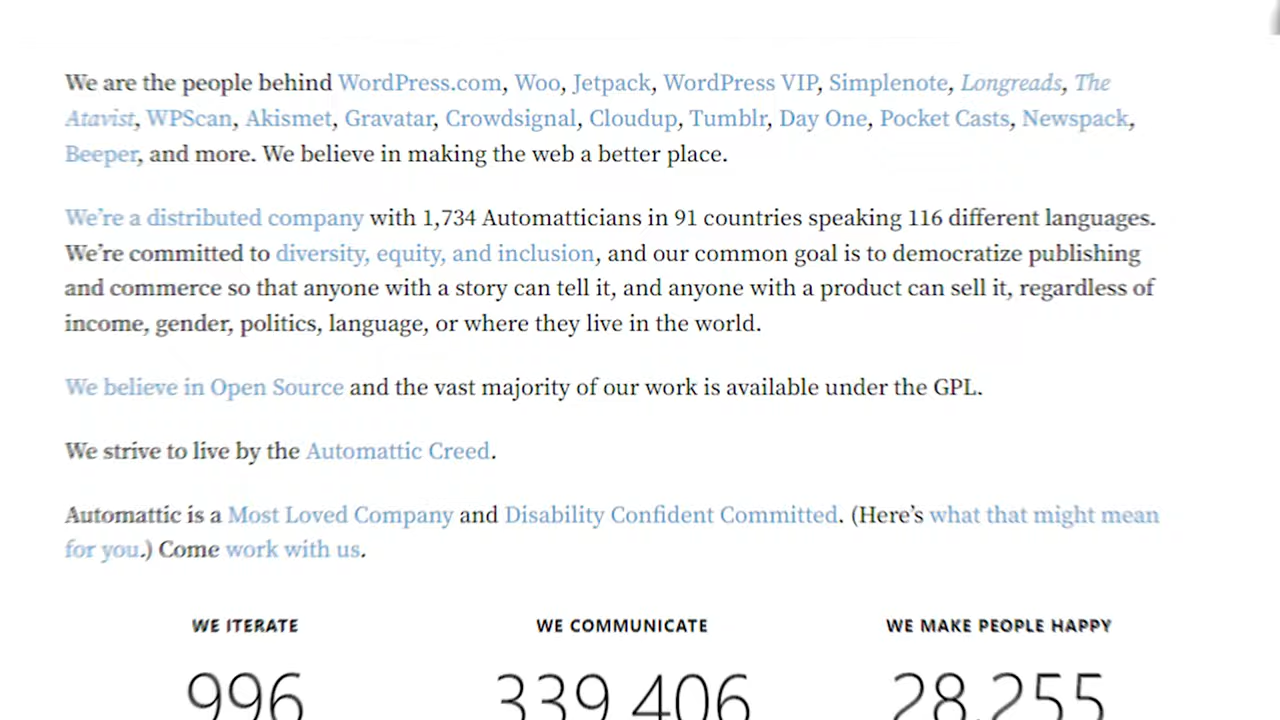 We are the people behind WordPress.com, Woo, Jetpack, WordPress VIP, Simplenote, Longreads, The
Atavist, WPScan, Akismet, Gravatar, Crowdsignal, Cloudup, Tumblr, Day One, Pocket Casts, Newspack,
Beeper, and more. We believe in making the web a better place.
We're a distributed company with 1,734 Automatticians in 91 countries speaking 116 different languages.
We're committed to diversity, equity, and inclusion, and our common goal is to democratize publishing
and commerce so that anyone with a story can tell it, and anyone with a product can sell it, regardless of
income, gender, politics, language, or where they live in the world.
We believe in Open Source and the vast majority of our work is available under the GPL.
We strive to live by the Automattic Creed.
Automattic is a Most Loved Company and Disability Confident Committed. (Here's what that might mean
for you.) Come work with us.
WE ITERATE WE COMMUNICATE WE MAKE PEOPLE HAPPY
996 339,406 28,255